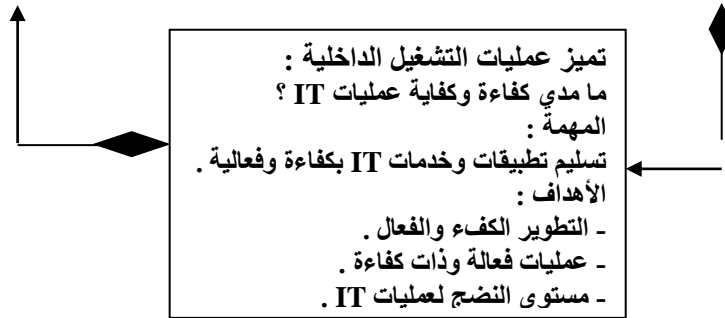 تميز عمليات التشغيل الداخلية :
ما مدي كفاءة وكفاية عمليات IT ؟
المهمة :
تسليم تطبيقات وخدمات IT بكفاءة وفعالية .
الأهداف :
- التطوير الكفء والفعال .
- عمليات فعالة وذات كفاءة .
- مستوى النضج لعمليات IT .